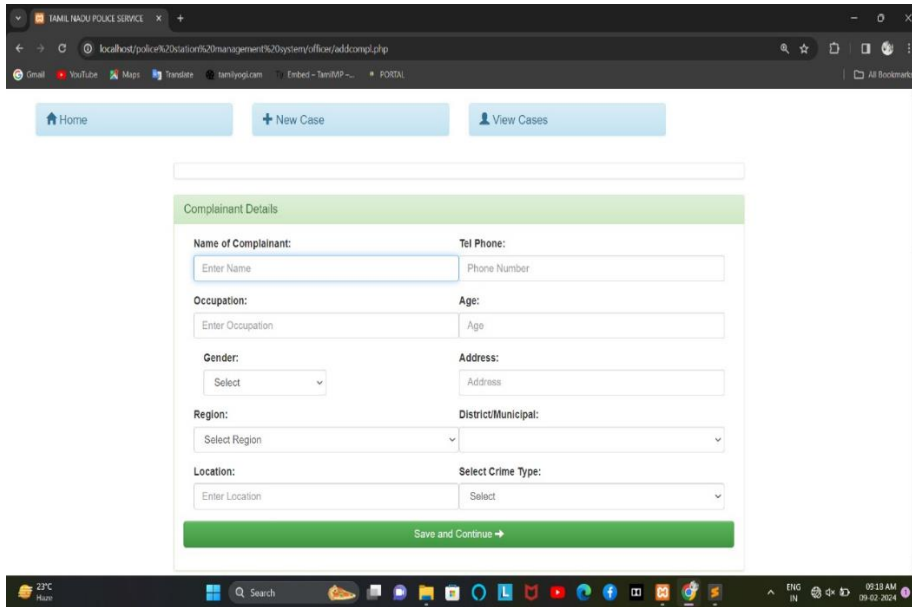 TAMIL NADU POLICE SERVICE
localhost/police%20station%20management%20system/officer/addcompl.php
Gmail YouTube Maps Translate tamilyogi.cam Embed - TamilMP -... PORTAL All Bookmarks
Home New Case View Cases
Complainant Details
Name of Complainant: Tel Phone:
Enter Name Phone Number
Occupation: Age:
Enter Occupation Age
Gender: Address:
Select Address
Region: District/Municipal:
Select Region
Location: Select Crime Type:
Enter Location Select
Save and Continue
23°C ENG 09:18 AM
Haze Search IN 09-02-2024